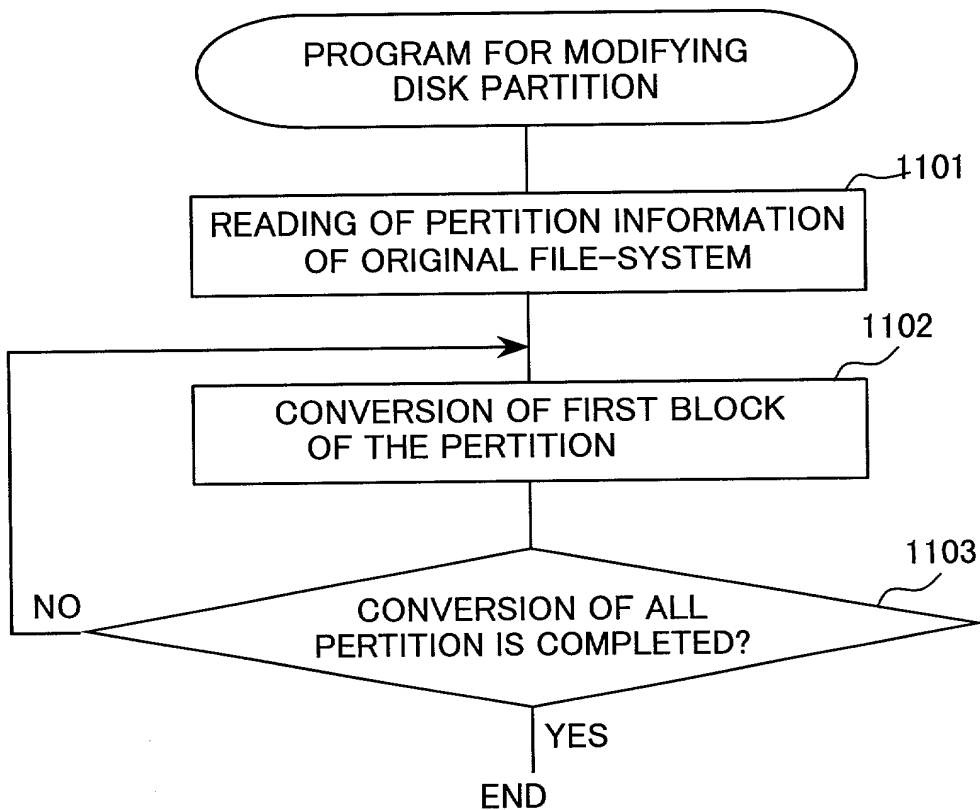 PROGRAM FOR MODIFYING
DISK PARTITION
1101
READING OF PERTITION INFORMATION
OF ORIGINAL FILE-SYSTEM
1102
CONVERSION OF FIRST BLOCK
OF THE PERTITION
1103
NO
CONVERSION OF ALL
PERTITION IS COMPLETED?
YES
END